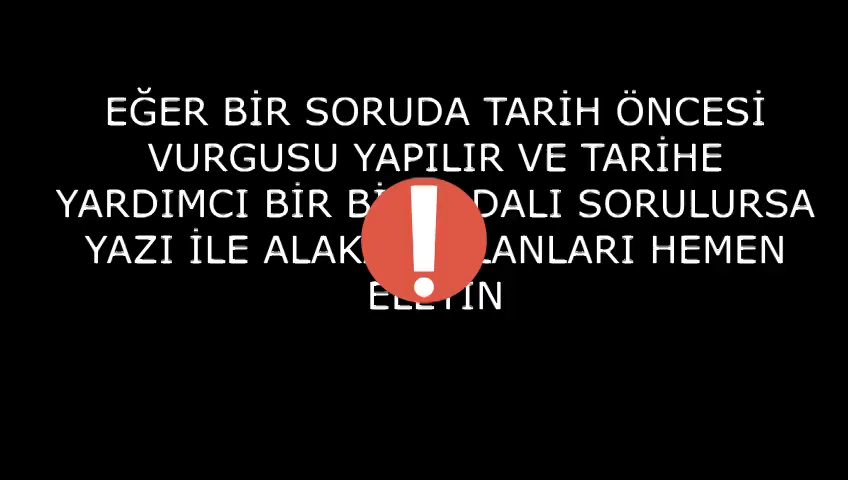 EĞER BİR SORUDA TARİH ÖNCESİ
VURGUSU YAPILIR VE TARİHE
YARDIMCI BİR DALI SORULURSA
YAZI İLE HEMEN